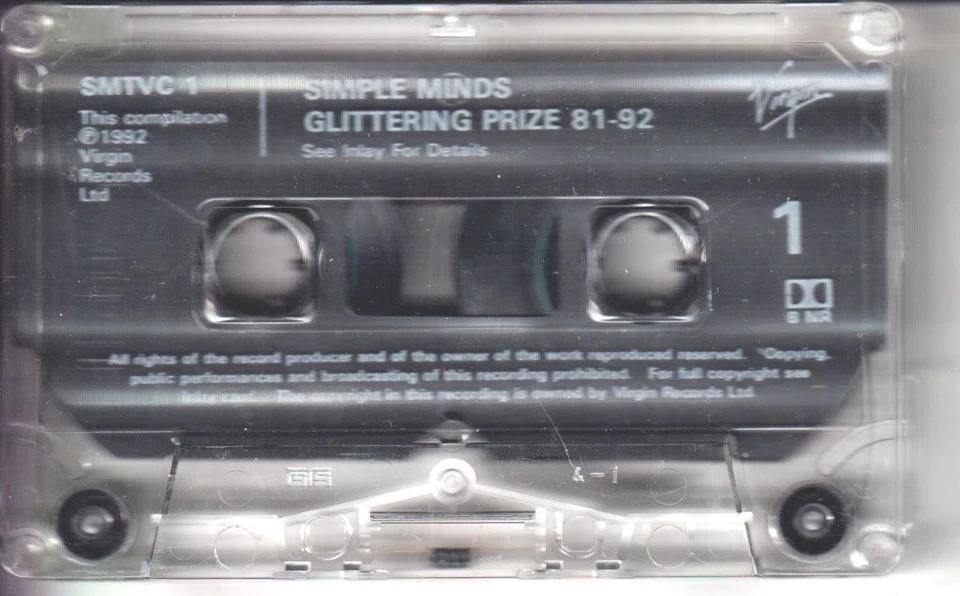 SMTVC 1
This compilation
℗1992
Virgin
Records
Ltd
SIMPLE MINDS
GLITTERING PRIZE 81-92
See Inlay For Details
Virgin
1
B NR
All rights of the record producer and of the owner of the work reproduced reserved. Copying,
public performances and broadcasting of this recording prohibited. For full copyright see
The copyright in this recording is owned by Virgin Records Ltd.
&-1